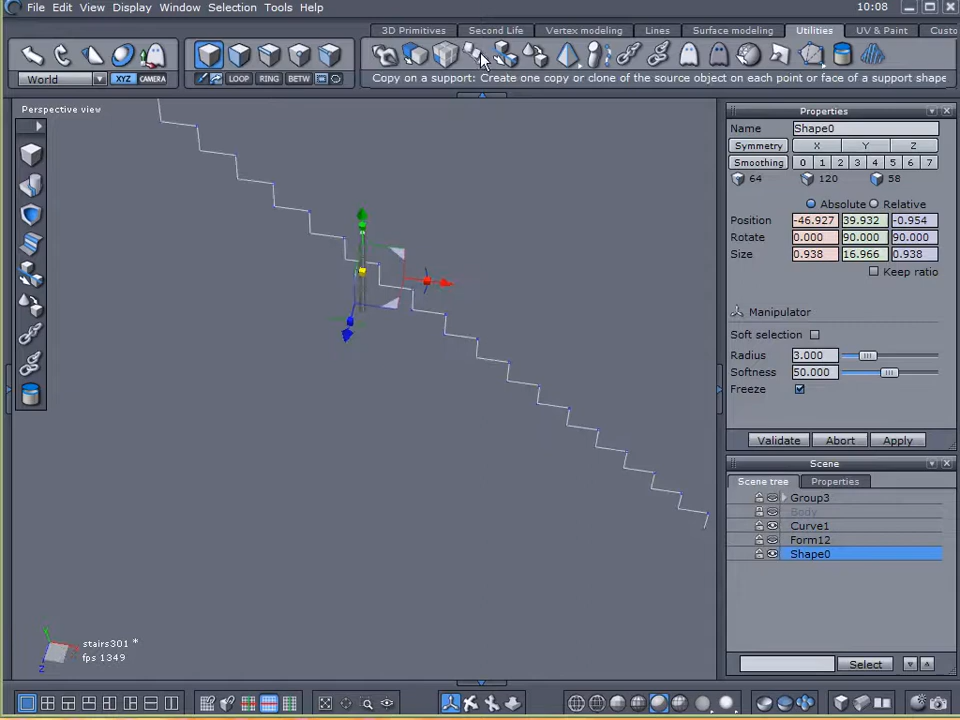 File Edit View Display Window Selection Tools Help 10:08
3D Primitives Second Life Vertex modeling Lines Surface modeling Utilities UV & Paint Custo
World XYZ CAMERA LOOP RING BETW
Copy on a support: Create one copy or clone of the source object on each point or face of a support shape
Perspective view
Properties
Name Shape0
Symmetry X Y Z
Smoothing 0 1 2 3 4 5 6 7
64 120 58
Absolute Relative
Position -46.927 39.932 -0.954
Rotate 0.000 90.000 90.000
Size 0.938 16.966 0.938
Keep ratio
Manipulator
Soft selection
Radius 3.000
Softness 50.000
Freeze
Validate Abort Apply
Scene
Scene tree Properties
Group3
Body
Curve1
Form12
Shape0
Select
Y
X
Z
stairs301 *
fps 1349